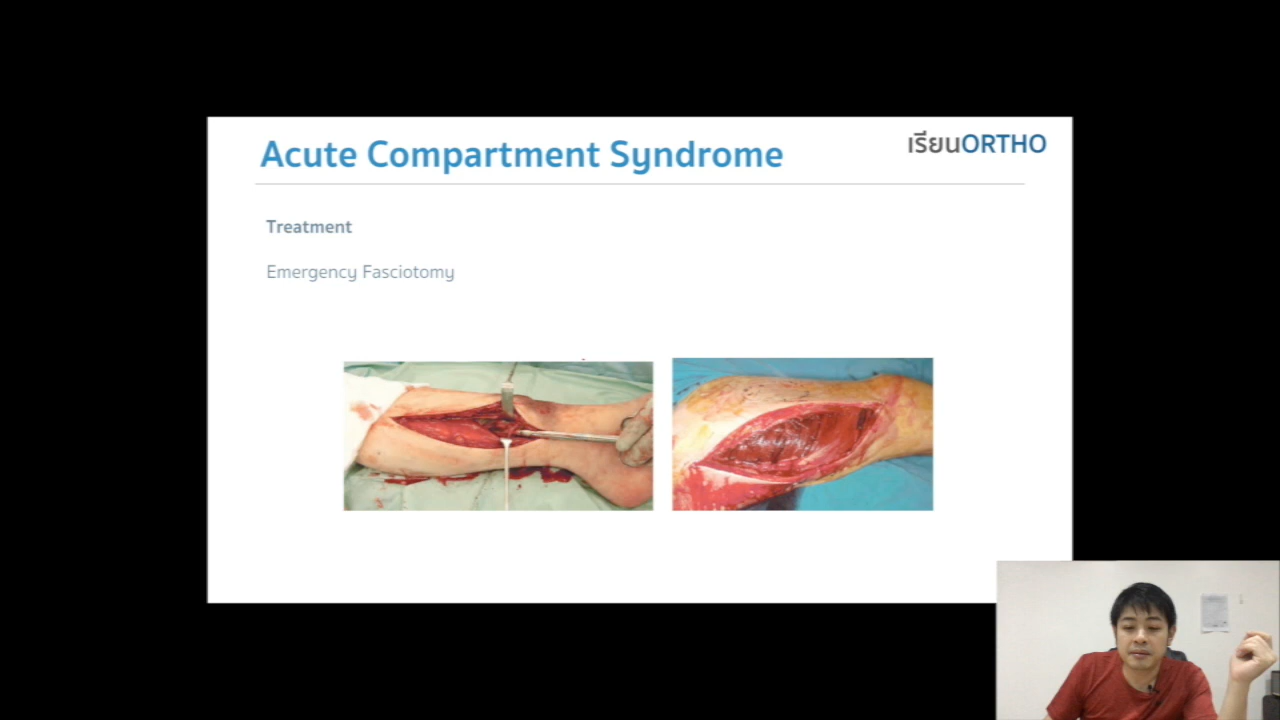 Acute Compartment Syndrome
เรียนORTHO
Treatment
Emergency Fasciotomy